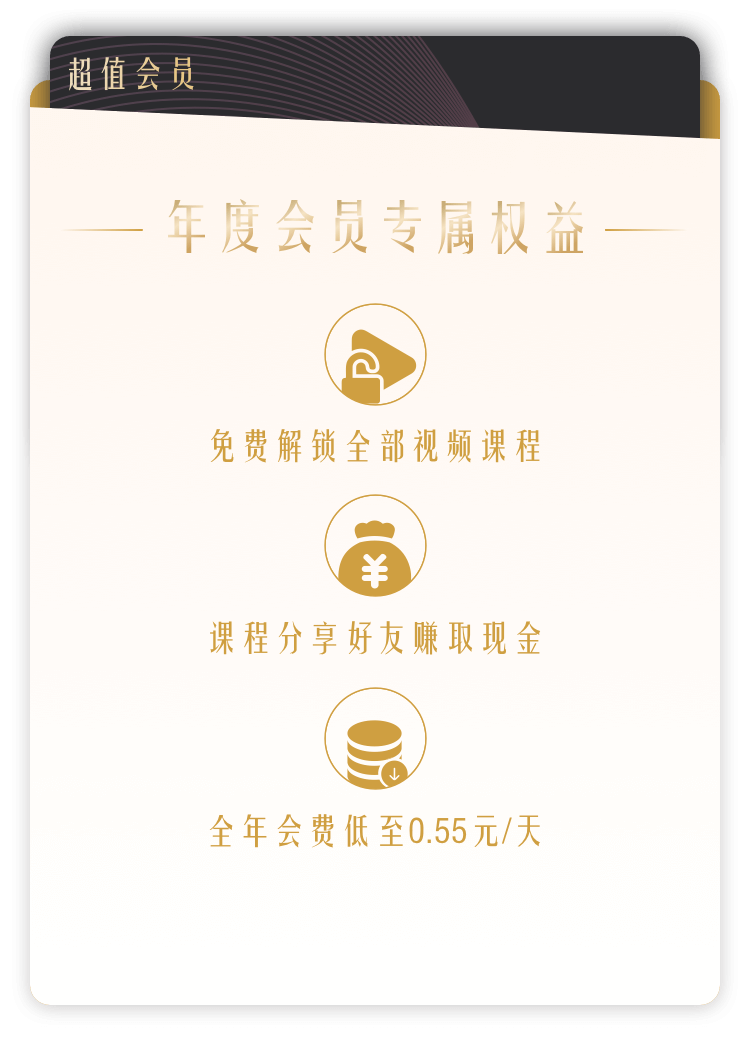 超值会员
年度会员专属权益
免费解锁全部视频课程
¥
课程分享好友赚取现金
全年会费低至0.55元/天